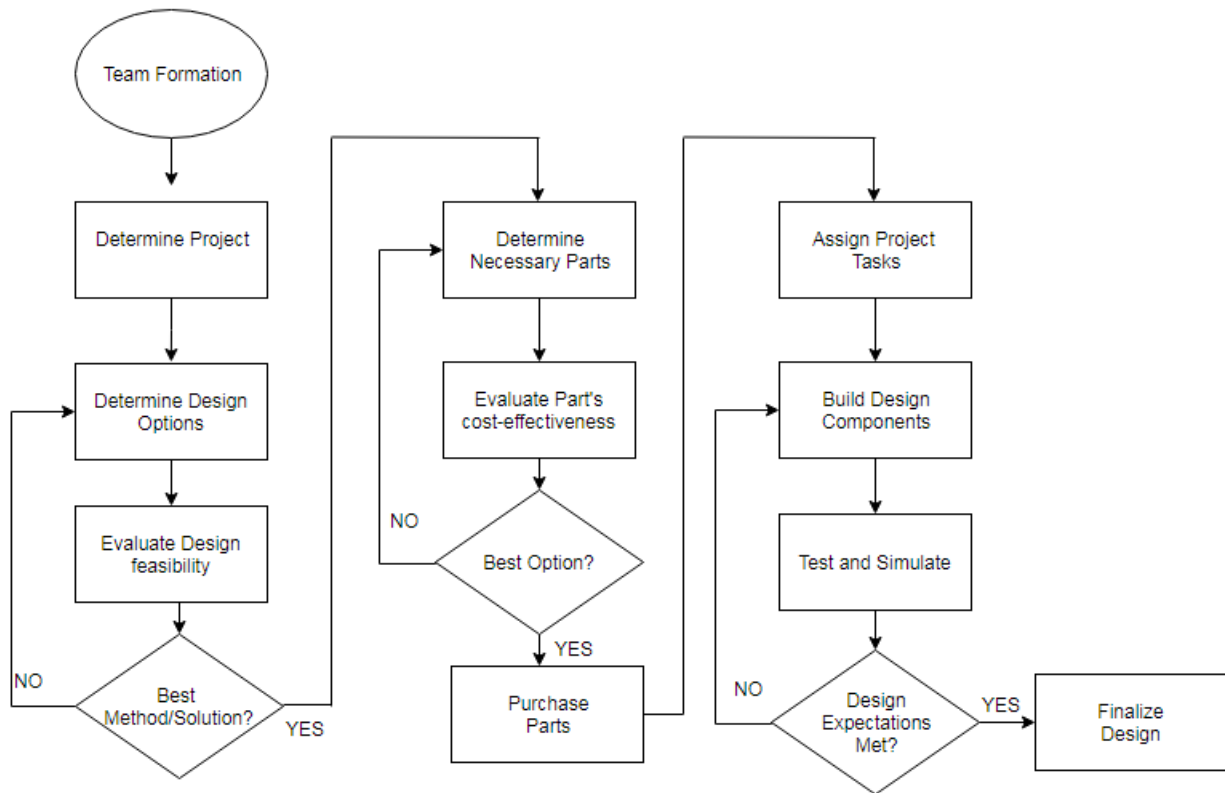 Team Formation
Determine Project
Determine Design
Options
Evaluate Design
feasibility
NO
Best
Method/Solution?
YES
Determine
Necessary Parts
Evaluate Part's
cost-effectiveness
NO
Best Option?
YES
Purchase
Parts
Assign Project
Tasks
Build Design
Components
Test and Simulate
NO
Design
Expectations
Met?
YES
Finalize
Design